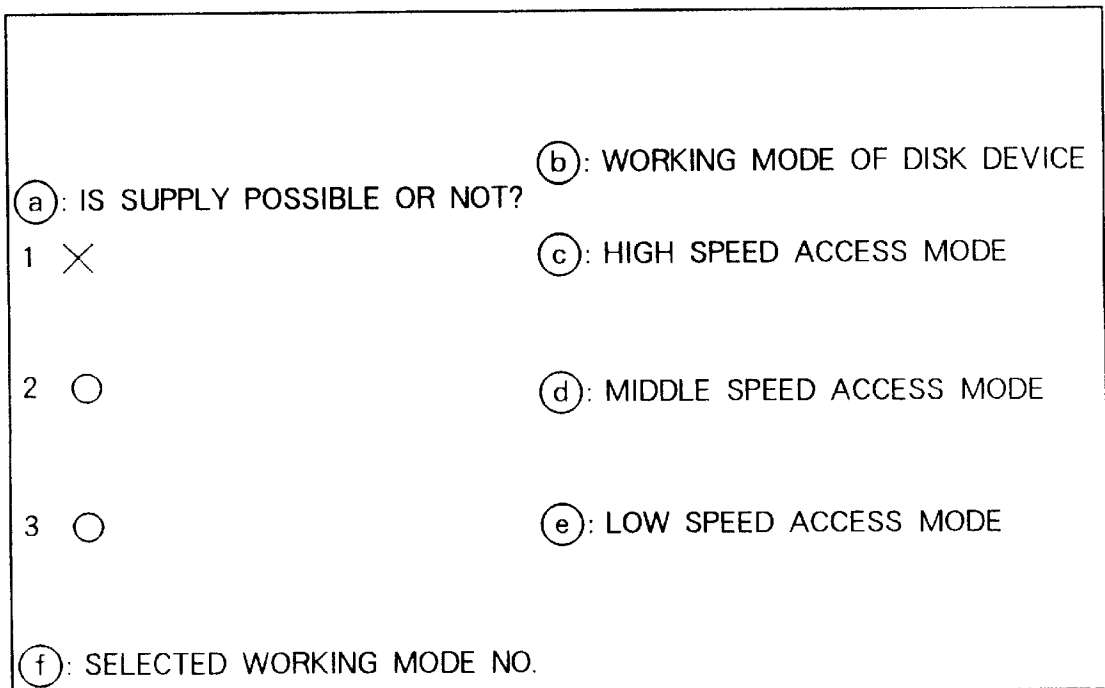 ⓑ: WORKING MODE OF DISK DEVICE
ⓐ: IS SUPPLY POSSIBLE OR NOT?
1 × ⓒ: HIGH SPEED ACCESS MODE
2 ○ ⓓ: MIDDLE SPEED ACCESS MODE
3 ○ ⓔ: LOW SPEED ACCESS MODE
ⓕ: SELECTED WORKING MODE NO.